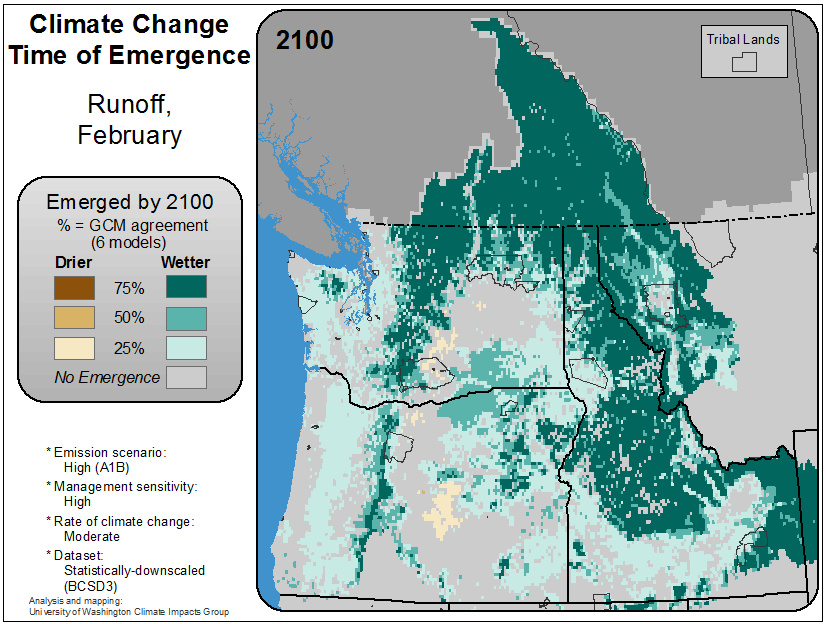 Climate Change
Time of Emergence
Runoff,
February
Emerged by 2100
% = GCM agreement
(6 models)
Drier Wetter
75%
50%
25%
No Emergence
* Emission scenario:
High (A1B)
* Management sensitivity:
High
* Rate of climate change:
Moderate
* Dataset:
Statistically-downscaled
(BCSD3)
Analysis and mapping:
University of Washington Climate Impacts Group
2100
Tribal Lands